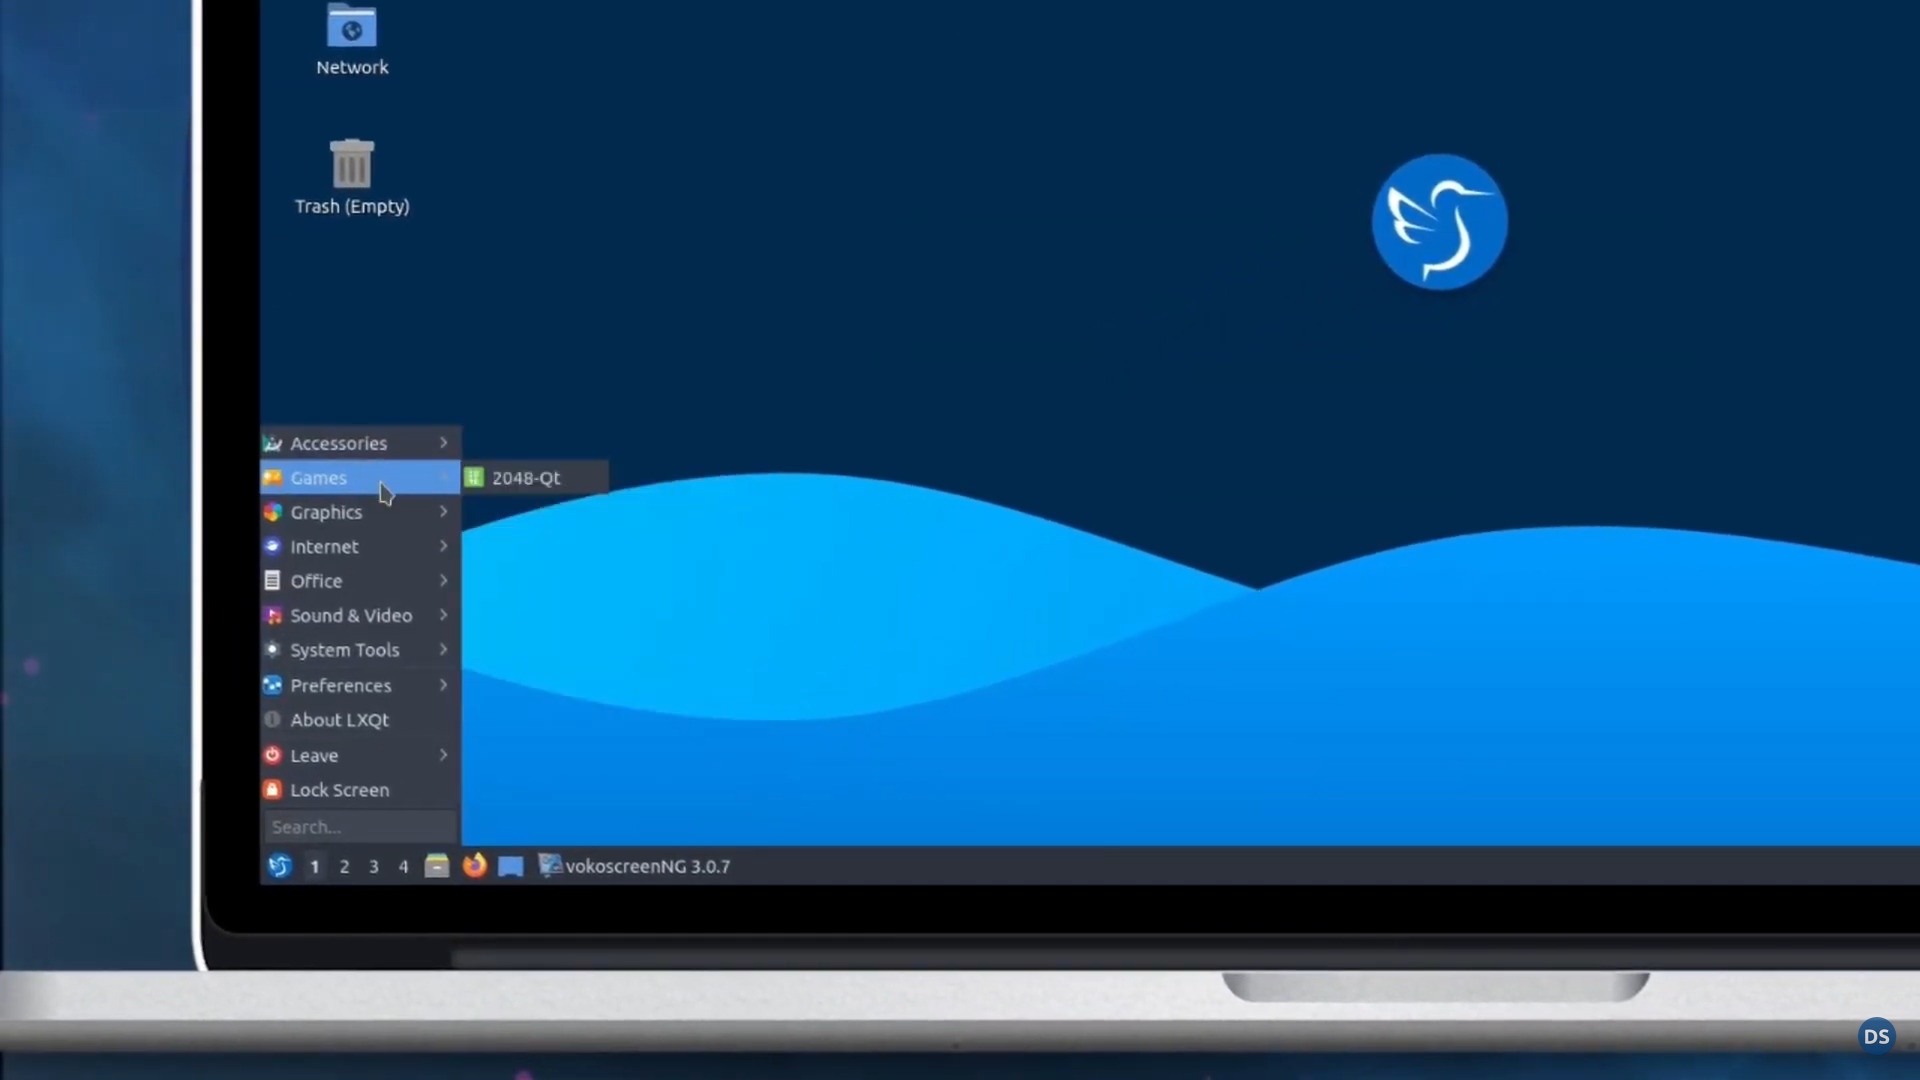 Network
Trash (Empty)
Accessories
Games
2048-Qt
Graphics
Internet
Office
Sound & Video
System Tools
Preferences
About LXQt
Leave
Lock Screen
Search...
1 2 3 4 vokoscreenNG 3.0.7
DS